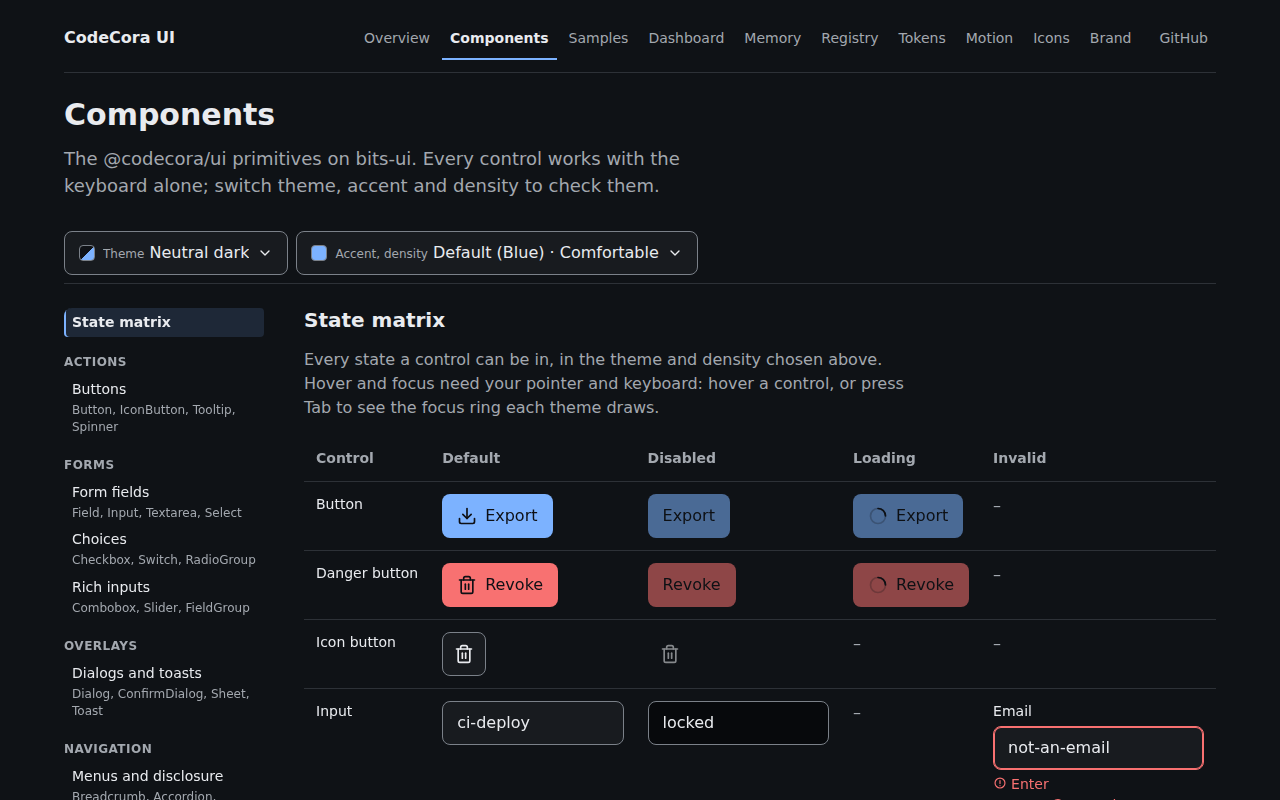 CodeCora UI
Overview Components Samples Dashboard Memory Registry Tokens Motion Icons Brand GitHub
Components
The @codecora/ui primitives on bits-ui. Every control works with the
keyboard alone; switch theme, accent and density to check them.
Theme Neutral dark
Accent, density Default (Blue) · Comfortable
State matrix
ACTIONS
Buttons
Button, IconButton, Tooltip,
Spinner
FORMS
Form fields
Field, Input, Textarea, Select
Choices
Checkbox, Switch, RadioGroup
Rich inputs
Combobox, Slider, FieldGroup
OVERLAYS
Dialogs and toasts
Dialog, ConfirmDialog, Sheet,
Toast
NAVIGATION
Menus and disclosure
Breadcrumb, Accordion,
State matrix
Every state a control can be in, in the theme and density chosen above.
Hover and focus need your pointer and keyboard: hover a control, or press
Tab to see the focus ring each theme draws.
Control Default Disabled Loading Invalid
Button Export Export Export –
Danger button Revoke Revoke Revoke –
Icon button – –
Input ci-deploy locked – Email
not-an-email
Enter